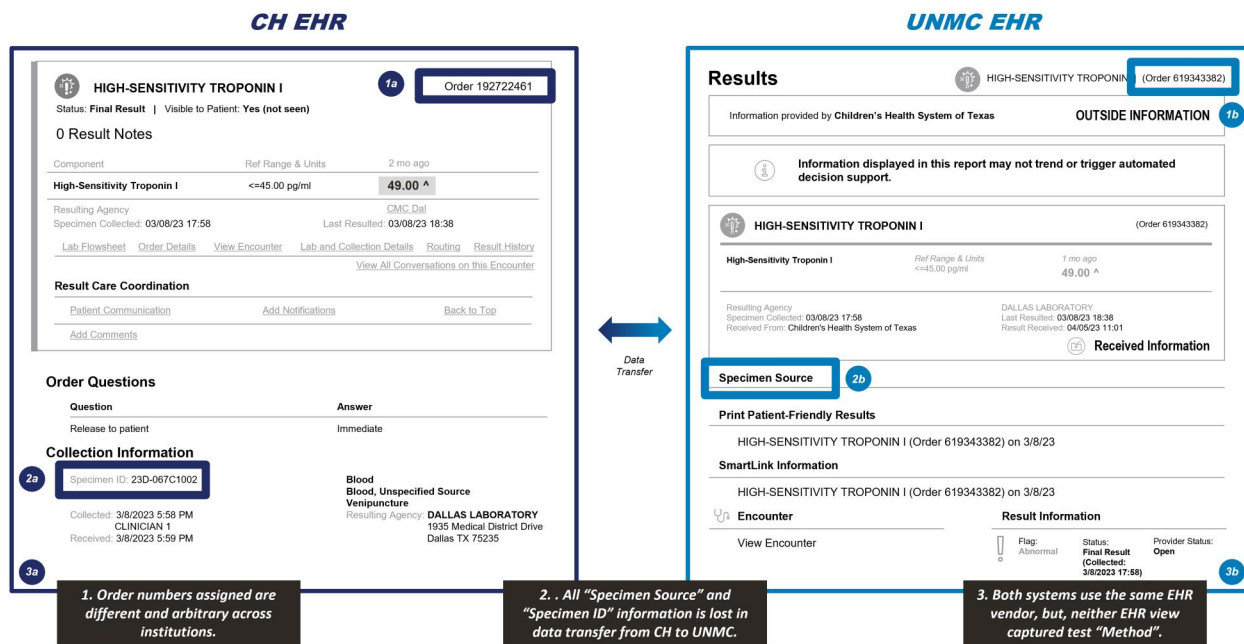 CH EHR
HIGH-SENSITIVITY TROPONIN I
1a
Order 192722461
Status: Final Result | Visible to Patient: Yes (not seen)
0 Result Notes
Component Ref Range & Units 2 mo ago
High-Sensitivity Troponin I <=45.00 pg/ml 49.00 ^
Resulting Agency CMC Dal
Specimen Collected: 03/08/23 17:58 Last Resulted: 03/08/23 18:38
Lab Flowsheet Order Details View Encounter Lab and Collection Details Routing Result History
View All Conversations on this Encounter
Result Care Coordination
Patient Communication Add Notifications Back to Top
Add Comments
Order Questions
Question Answer
Release to patient Immediate
Collection Information
2a
Specimen ID: 23D-067C1002
Blood
Blood, Unspecified Source
Venipuncture
Collected: 3/8/2023 5:58 PM
CLINICIAN 1
Received: 3/8/2023 5:59 PM
Resulting Agency: DALLAS LABORATORY
1935 Medical District Drive
Dallas TX 75235
3a
Data
Transfer
UNMC EHR
Results
HIGH-SENSITIVITY TROPONIN I (Order 619343382)
Information provided by Children's Health System of Texas OUTSIDE INFORMATION
1b
Information displayed in this report may not trend or trigger automated
decision support.
HIGH-SENSITIVITY TROPONIN I (Order 619343382)
High-Sensitivity Troponin I Ref Range & Units 1 mo ago
<=45.00 pg/ml 49.00 ^
Resulting Agency DALLAS LABORATORY
Specimen Collected: 03/08/23 17:58 Last Resulted: 03/08/23 18:38
Received From: Children's Health System of Texas Result Received: 04/05/23 11:01
Received Information
Specimen Source
2b
Print Patient-Friendly Results
HIGH-SENSITIVITY TROPONIN I (Order 619343382) on 3/8/23
SmartLink Information
HIGH-SENSITIVITY TROPONIN I (Order 619343382) on 3/8/23
Encounter Result Information
View Encounter
Flag:
Abnormal
Status:
Final Result
(Collected:
3/8/2023 17:58)
Provider Status:
Open
3b
1. Order numbers assigned are
different and arbitrary across
institutions.
2. . All “Specimen Source” and
“Specimen ID” information is lost in
data transfer from CH to UNMC.
3. Both systems use the same EHR
vendor, but, neither EHR view
captured test “Method”.